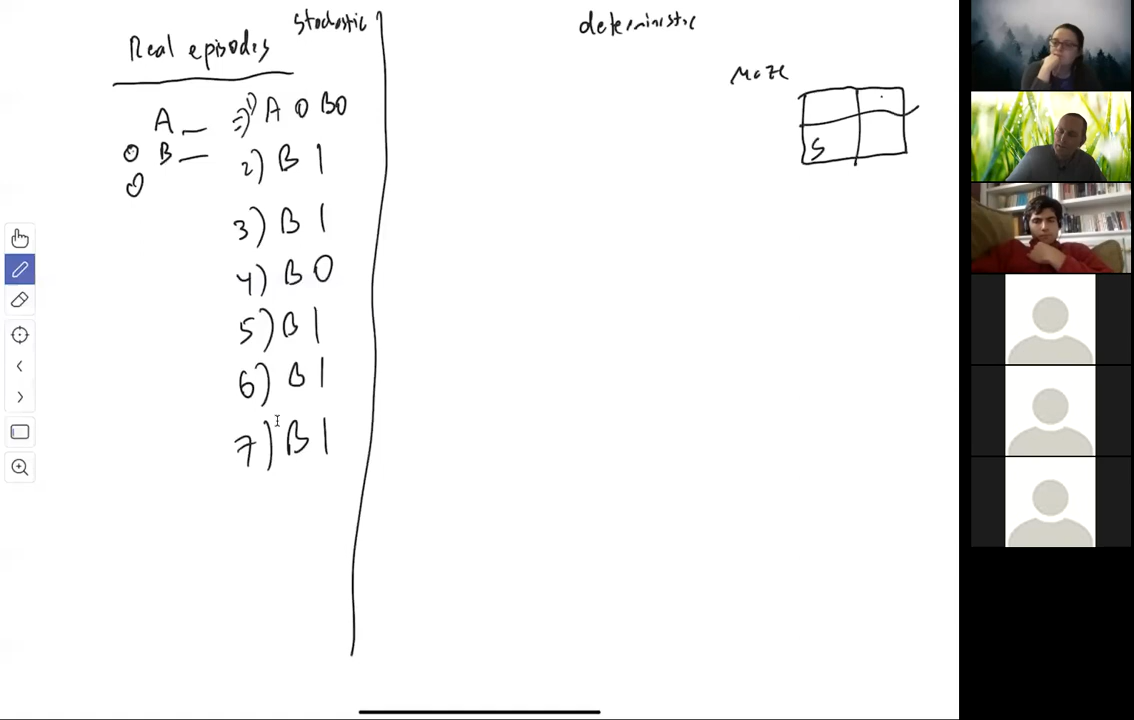 stochastic
Real episodes
A
=> 1) A 0 B 0
0 B
0
2) B 1
3) B 1
4) B 0
5) B 1
6) B 1
7) B 1
deterministic
Maze
S